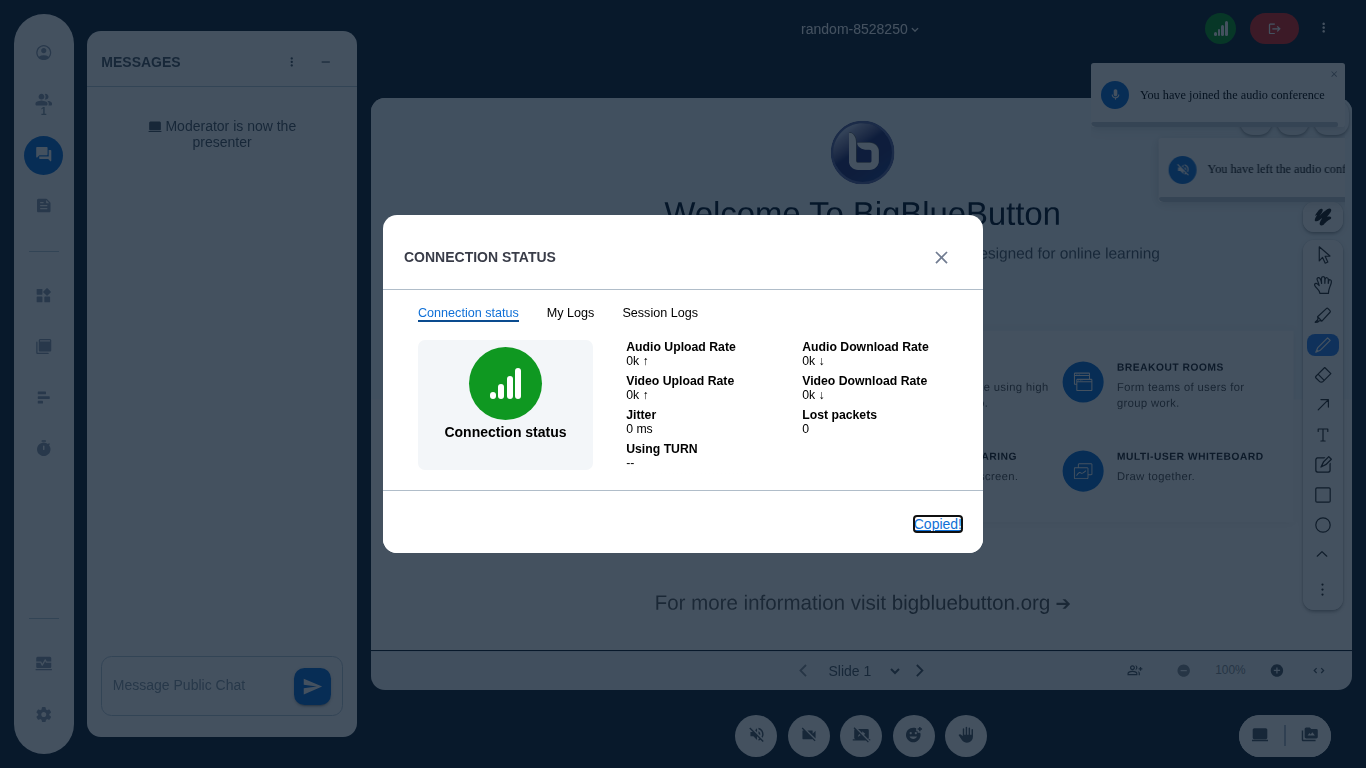 random-8528250
1
MESSAGES
Moderator is now the
presenter
Message Public Chat
You have joined the audio conference
You have left the audio conf
Welcome To BigBlueButton
esigned for online learning
CONNECTION STATUS
Connection status
My Logs
Session Logs
Connection status
Audio Upload Rate
0k ↑
Audio Download Rate
0k ↓
Video Upload Rate
0k ↑
Video Download Rate
0k ↓
Jitter
0 ms
Lost packets
0
Using TURN
--
Copied!
e using high
BREAKOUT ROOMS
Form teams of users for
group work.
ARING
creen.
MULTI-USER WHITEBOARD
Draw together.
For more information visit bigbluebutton.org ➔
Slide 1
100%